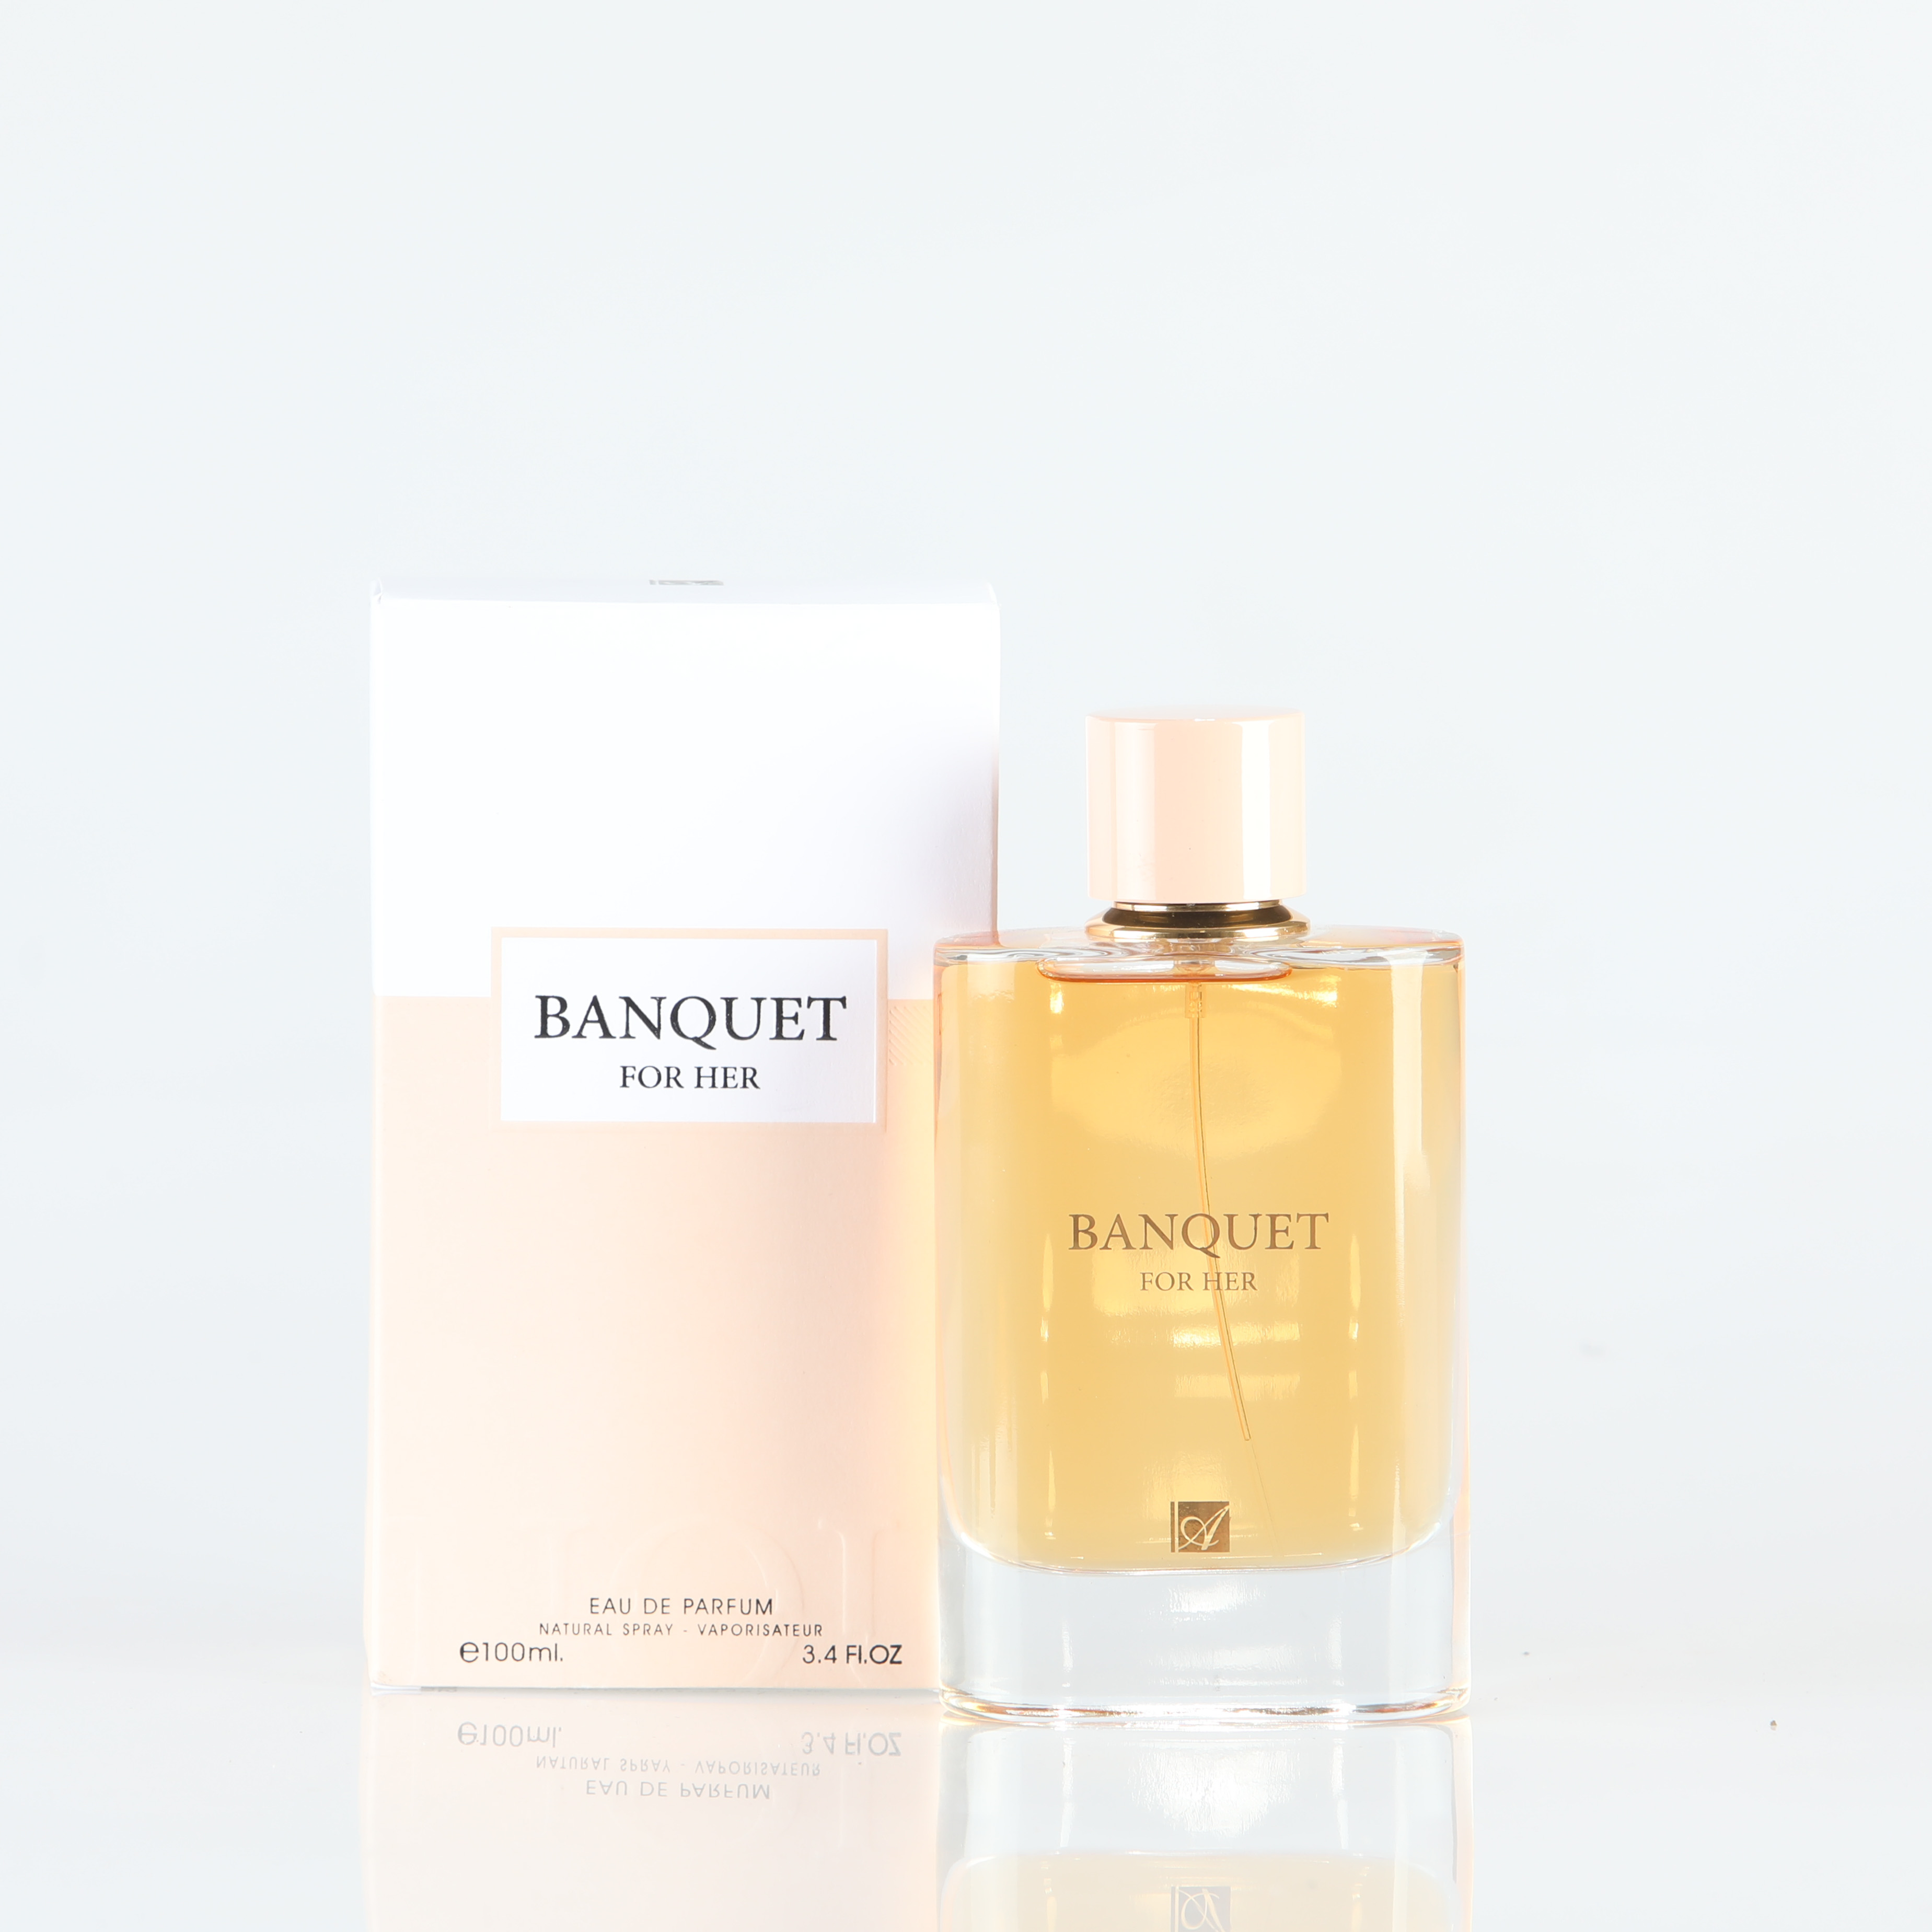 BANQUET
FOR HER
EAU DE PARFUM
NATURAL SPRAY - VAPORISATEUR
℮100ml.
3.4 Fl.OZ
BANQUET
FOR HER
A